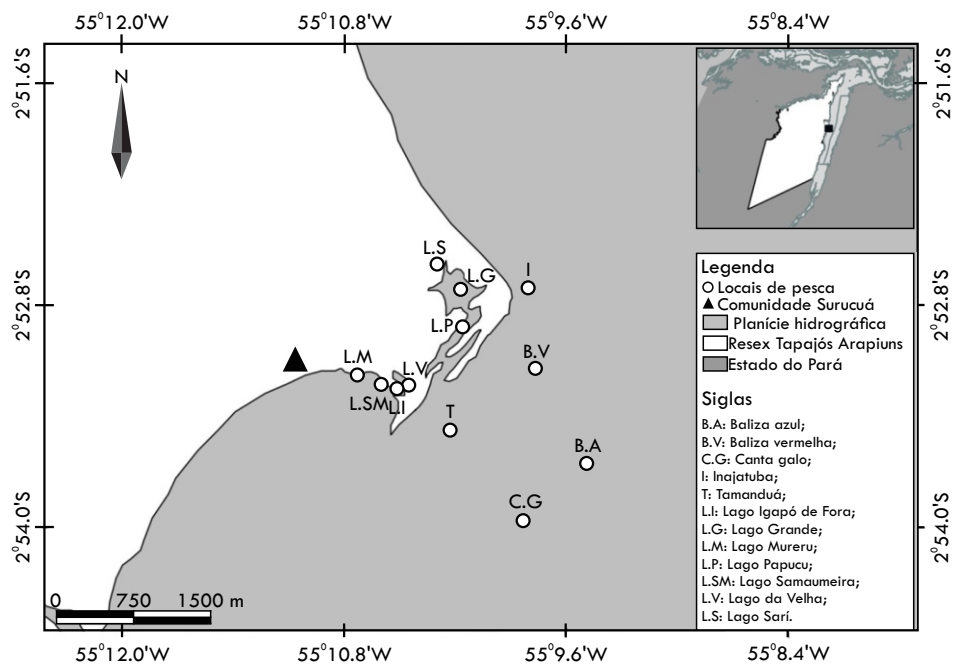 55°12.0'W 55°10.8'W 55°9.6'W 55°8.4'W
2°51.6'S 2°51.6'S
N
L.S
L.G
I
2°52.8'S 2°52.8'S
L.P
B.V
L.M
L.V
L.SM
L.I
T
B.A
C.G
2°54.0'S 2°54.0'S
0 750 1500 m
55°12.0'W 55°10.8'W 55°9.6'W 55°8.4'W
Legenda
Locais de pesca
Comunidade Surucuá
Planície hidrográfica
Resex Tapajós Arapiuns
Estado do Pará
Siglas
B.A: Baliza azul;
B.V: Baliza vermelha;
C.G: Canta galo;
I: Inajatuba;
T: Tamanduá;
L.I: Lago Igapó de Fora;
L.G: Lago Grande;
L.M: Lago Mureru;
L.P: Lago Papucu;
L.SM: Lago Samaumeira;
L.V: Lago da Velha;
L.S: Lago Sarí.